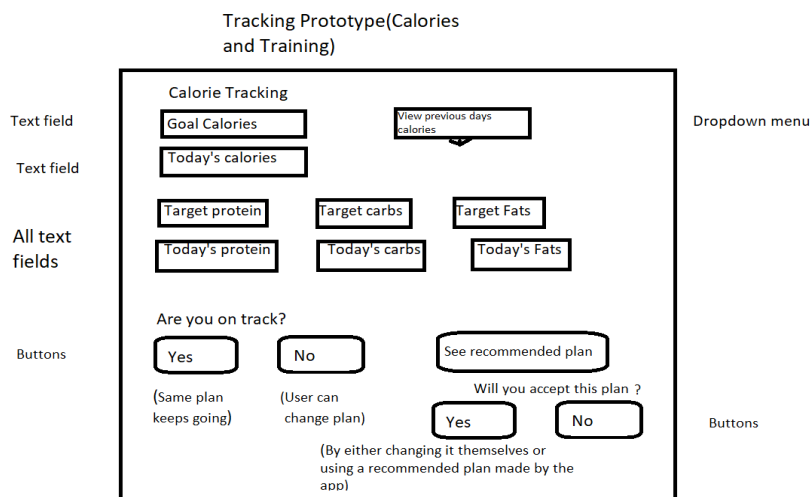 Tracking Prototype(Calories
and Training)
Calorie Tracking
Text field
Goal Calories
View previous days
calories
Dropdown menu
Text field
Today's calories
All text
fields
Target protein
Target carbs
Target Fats
Today's protein
Today's carbs
Today's Fats
Are you on track?
Buttons
Yes
No
See recommended plan
(Same plan
keeps going)
(User can
change plan)
Will you accept this plan ?
Yes
No
Buttons
(By either changing it themselves or
using a recommended plan made by the
app)